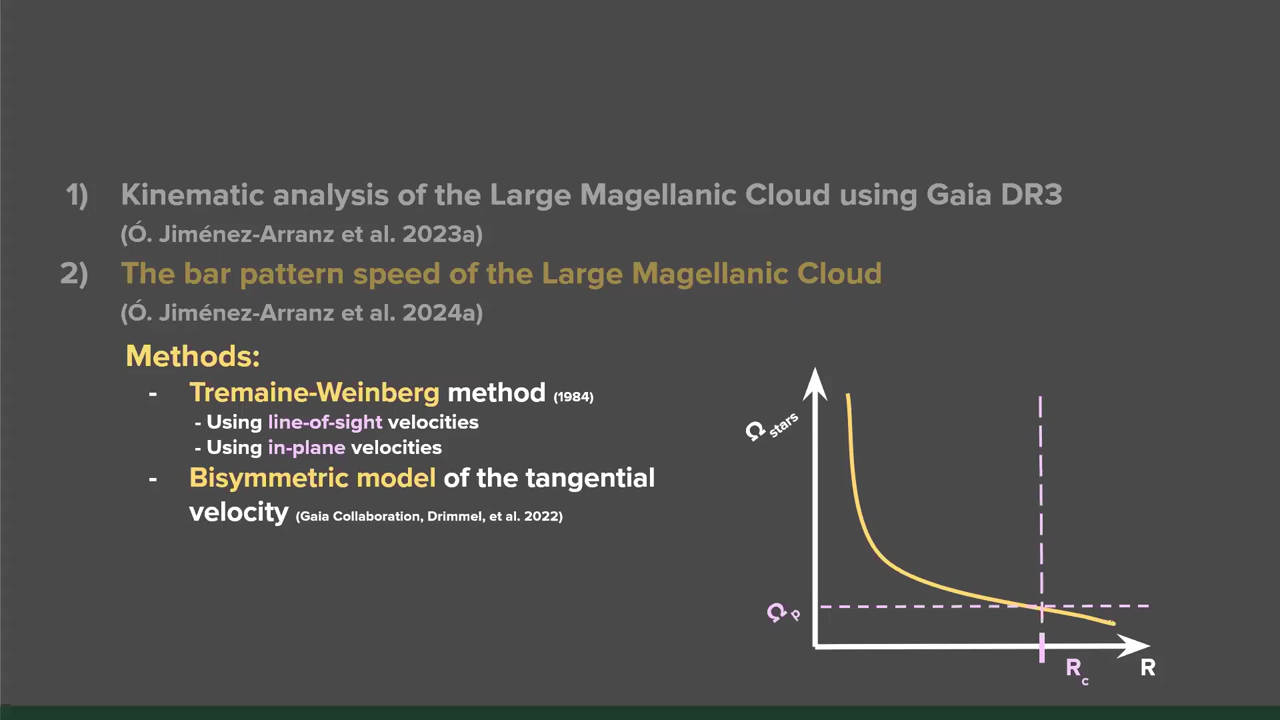 1) Kinematic analysis of the Large Magellanic Cloud using Gaia DR3
(Ó. Jiménez-Arranz et al. 2023a)
2) The bar pattern speed of the Large Magellanic Cloud
(Ó. Jiménez-Arranz et al. 2024a)
Methods:
- Tremaine-Weinberg method (1984)
- Using line-of-sight velocities
- Using in-plane velocities
- Bisymmetric model of the tangential
velocity (Gaia Collaboration, Drimmel, et al. 2022)
Ω stars
Ω p
R c
R